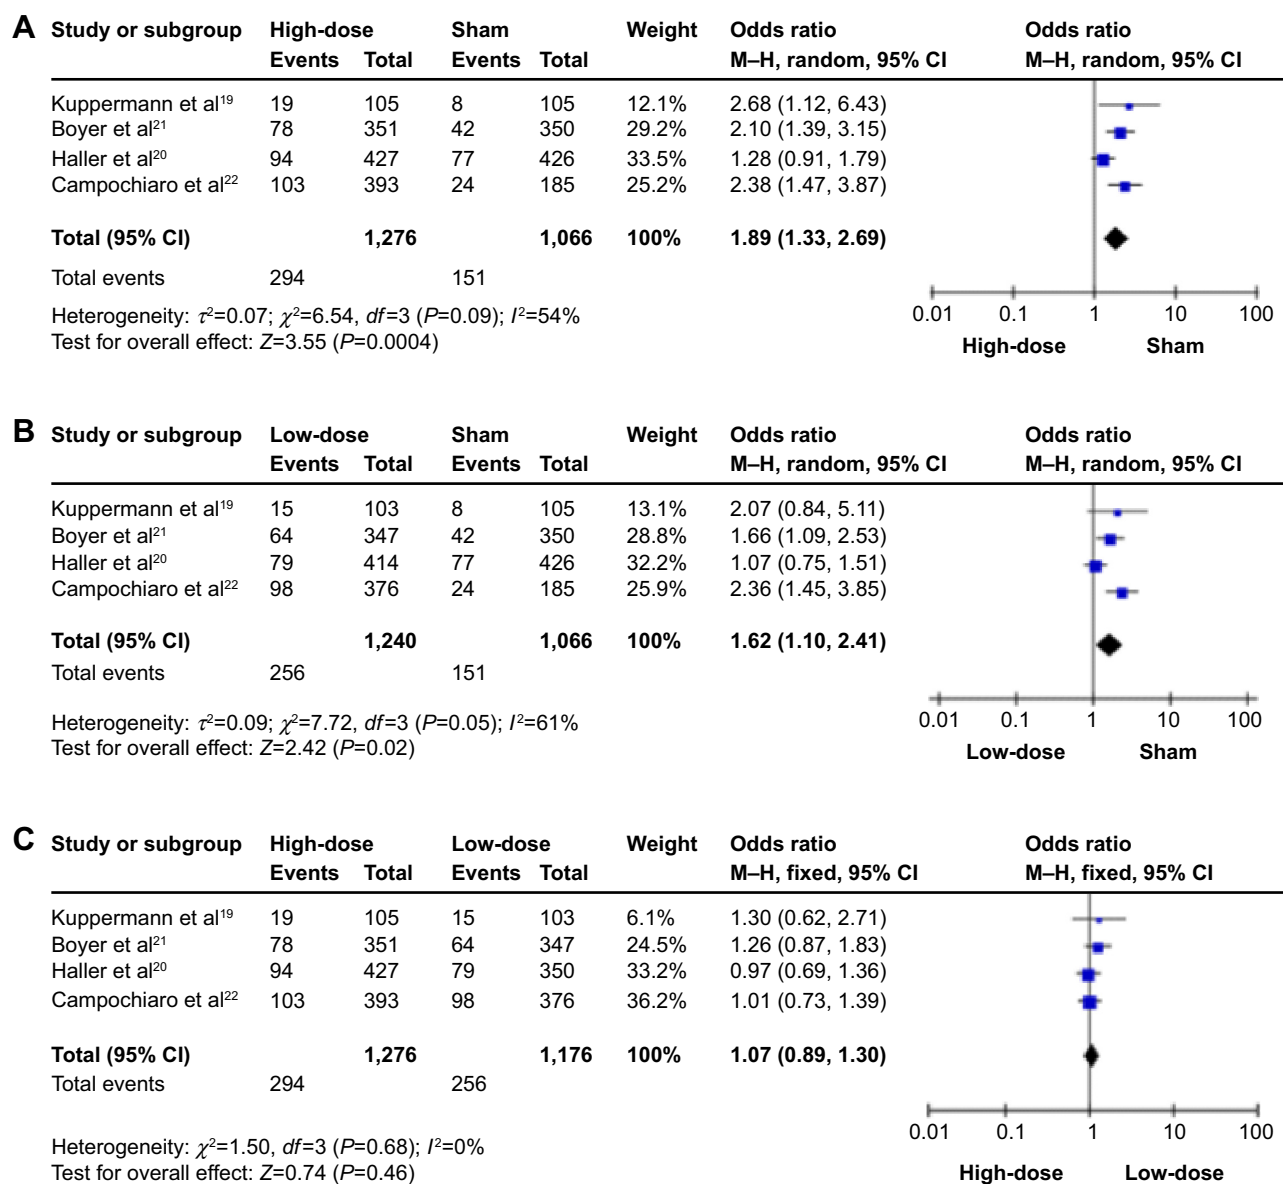 A Study or subgroup High-dose Sham Weight Odds ratio Odds ratio
Events Total Events Total M–H, random, 95% CI M–H, random, 95% CI
Kuppermann et al19 19 105 8 105 12.1% 2.68 (1.12, 6.43)
Boyer et al21 78 351 42 350 29.2% 2.10 (1.39, 3.15)
Haller et al20 94 427 77 426 33.5% 1.28 (0.91, 1.79)
Campochiaro et al22 103 393 24 185 25.2% 2.38 (1.47, 3.87)
Total (95% CI) 1,276 1,066 100% 1.89 (1.33, 2.69)
Total events 294 151
Heterogeneity: τ2=0.07; χ2=6.54, df=3 (P=0.09); I2=54%
Test for overall effect: Z=3.55 (P=0.0004)
0.01 0.1 1 10 100
High-dose Sham
B Study or subgroup Low-dose Sham Weight Odds ratio Odds ratio
Events Total Events Total M–H, random, 95% CI M–H, random, 95% CI
Kuppermann et al19 15 103 8 105 13.1% 2.07 (0.84, 5.11)
Boyer et al21 64 347 42 350 28.8% 1.66 (1.09, 2.53)
Haller et al20 79 414 77 426 32.2% 1.07 (0.75, 1.51)
Campochiaro et al22 98 376 24 185 25.9% 2.36 (1.45, 3.85)
Total (95% CI) 1,240 1,066 100% 1.62 (1.10, 2.41)
Total events 256 151
Heterogeneity: τ2=0.09; χ2=7.72, df=3 (P=0.05); I2=61%
Test for overall effect: Z=2.42 (P=0.02)
0.01 0.1 1 10 100
Low-dose Sham
C Study or subgroup High-dose Low-dose Weight Odds ratio Odds ratio
Events Total Events Total M–H, fixed, 95% CI M–H, fixed, 95% CI
Kuppermann et al19 19 105 15 103 6.1% 1.30 (0.62, 2.71)
Boyer et al21 78 351 64 347 24.5% 1.26 (0.87, 1.83)
Haller et al20 94 427 79 350 33.2% 0.97 (0.69, 1.36)
Campochiaro et al22 103 393 98 376 36.2% 1.01 (0.73, 1.39)
Total (95% CI) 1,276 1,176 100% 1.07 (0.89, 1.30)
Total events 294 256
Heterogeneity: χ2=1.50, df=3 (P=0.68); I2=0%
Test for overall effect: Z=0.74 (P=0.46)
0.01 0.1 1 10 100
High-dose Low-dose